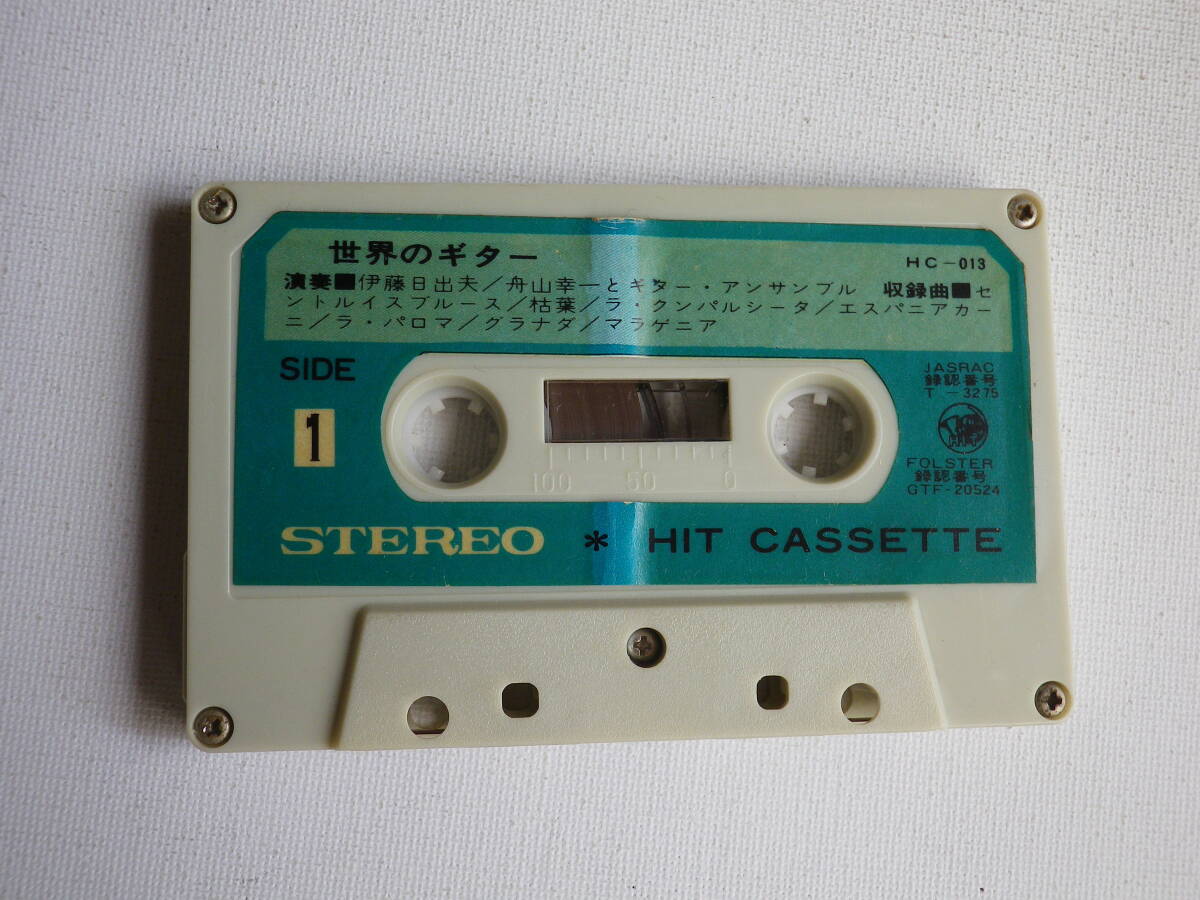 世界のギター
HC-013
演奏■伊藤日出夫/舟山幸一とギター・アンサンブル 収録曲■セ
ントルイスブルース/枯葉/ラ・クンパルシータ/エスパニアカー
ニ/ラ・パロマ/グラナダ/マラゲニア
SIDE
1
JASRAC
録認番号
T-3275
FOLSTER
録認番号
GTF-20524
100 50 0
STEREO * HIT CASSETTE